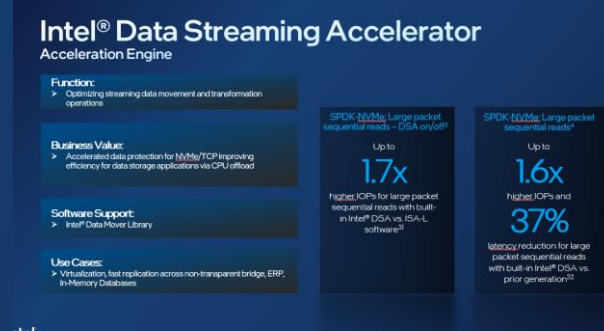 Intel® Data Streaming Accelerator
Acceleration Engine
Function:
➤ Optimizing streaming data movement and transformation
operations
Business Value:
➤ Accelerated data protection for NVMe/TCP improving
efficiency for data storage applications via CPU offload
Software Support:
➤ Intel® Data Mover Library
Use Cases:
➤ Virtualization, fast replication across non-transparent bridge, ERP,
In-Memory Databases
SPDK-NVMe: Large packet
sequential reads – DSA on/off
Up to
1.7x
higher IOPs for large packet
sequential reads with built-
in Intel® DSA vs. ISA-L
software³¹
SPDK-NVMe: Large packet
sequential reads
Up to
1.6x
higher IOPs and
37%
latency reduction for large
packet sequential reads
with built-in Intel® DSA vs.
prior generation³²